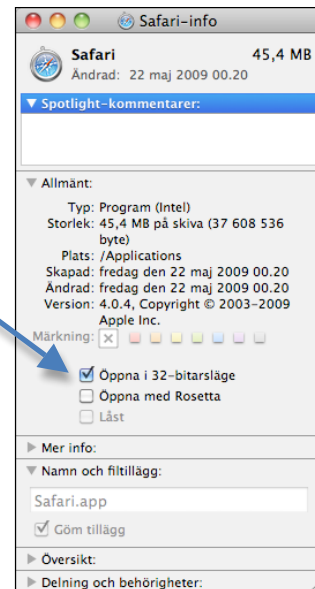 Safari-info
Safari 45,4 MB
Ändrad: 22 maj 2009 00.20
Spotlight-kommentarer:
Allmänt:
Typ: Program (Intel)
Storlek: 45,4 MB på skiva (37 608 536
byte)
Plats: /Applications
Skapad: fredag den 22 maj 2009 00.20
Ändrad: fredag den 22 maj 2009 00.20
Version: 4.0.4, Copyright © 2003–2009
Apple Inc.
Märkning:
Öppna i 32-bitarsläge
Öppna med Rosetta
Låst
Mer info:
Namn och filtillägg:
Safari.app
Göm tillägg
Översikt:
Delning och behörigheter: